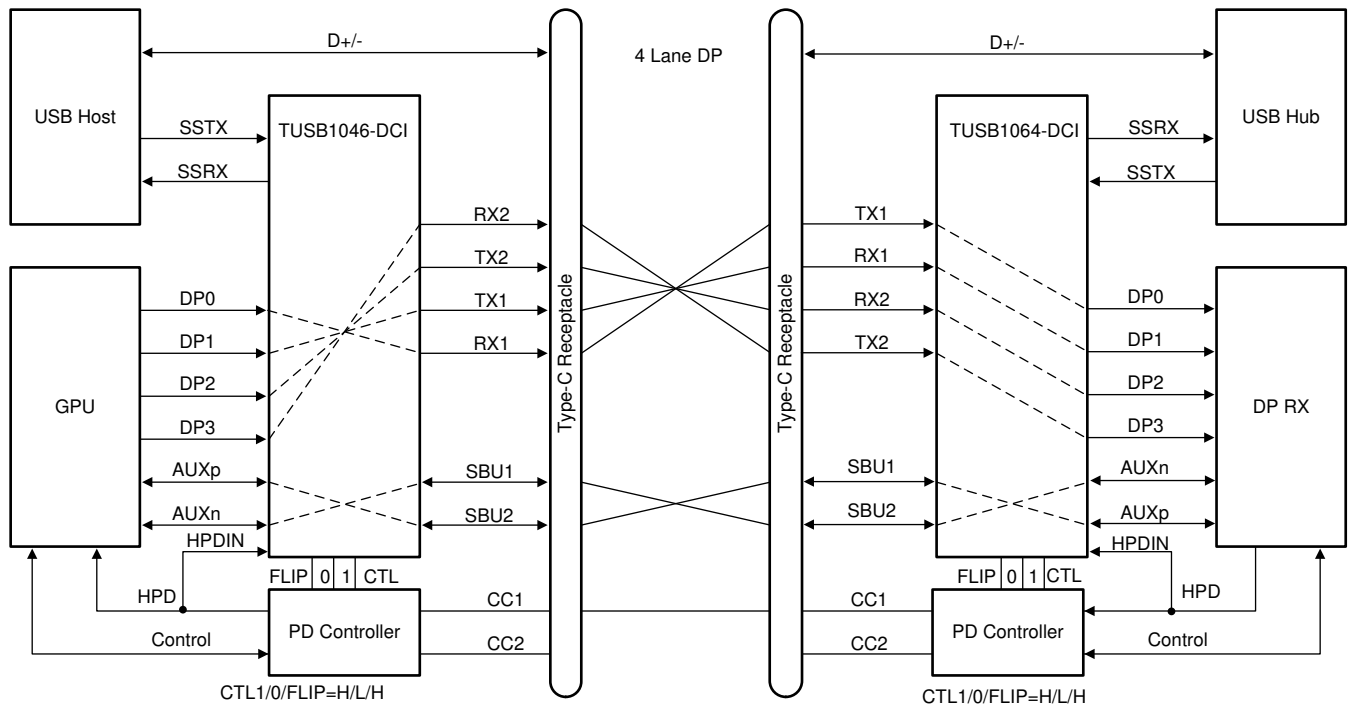 D+/-
4 Lane DP
D+/-
USB Host
TUSB1046-DCI
TUSB1064-DCI
USB Hub
SSTX
SSRX
SSRX
SSTX
RX2
TX2
TX1
RX1
TX1
RX1
RX2
TX2
Type-C Receptacle
Type-C Receptacle
GPU
DP0
DP1
DP2
DP3
AUXp
AUXn
DP RX
DP0
DP1
DP2
DP3
AUXn
AUXp
SBU1
SBU2
SBU1
SBU2
HPDIN
HPDIN
FLIP 0 1 CTL
FLIP 0 1 CTL
HPD
HPD
Control
Control
PD Controller
PD Controller
CC1
CC2
CC1
CC2
CTL1/0/FLIP=H/L/H
CTL1/0/FLIP=H/L/H